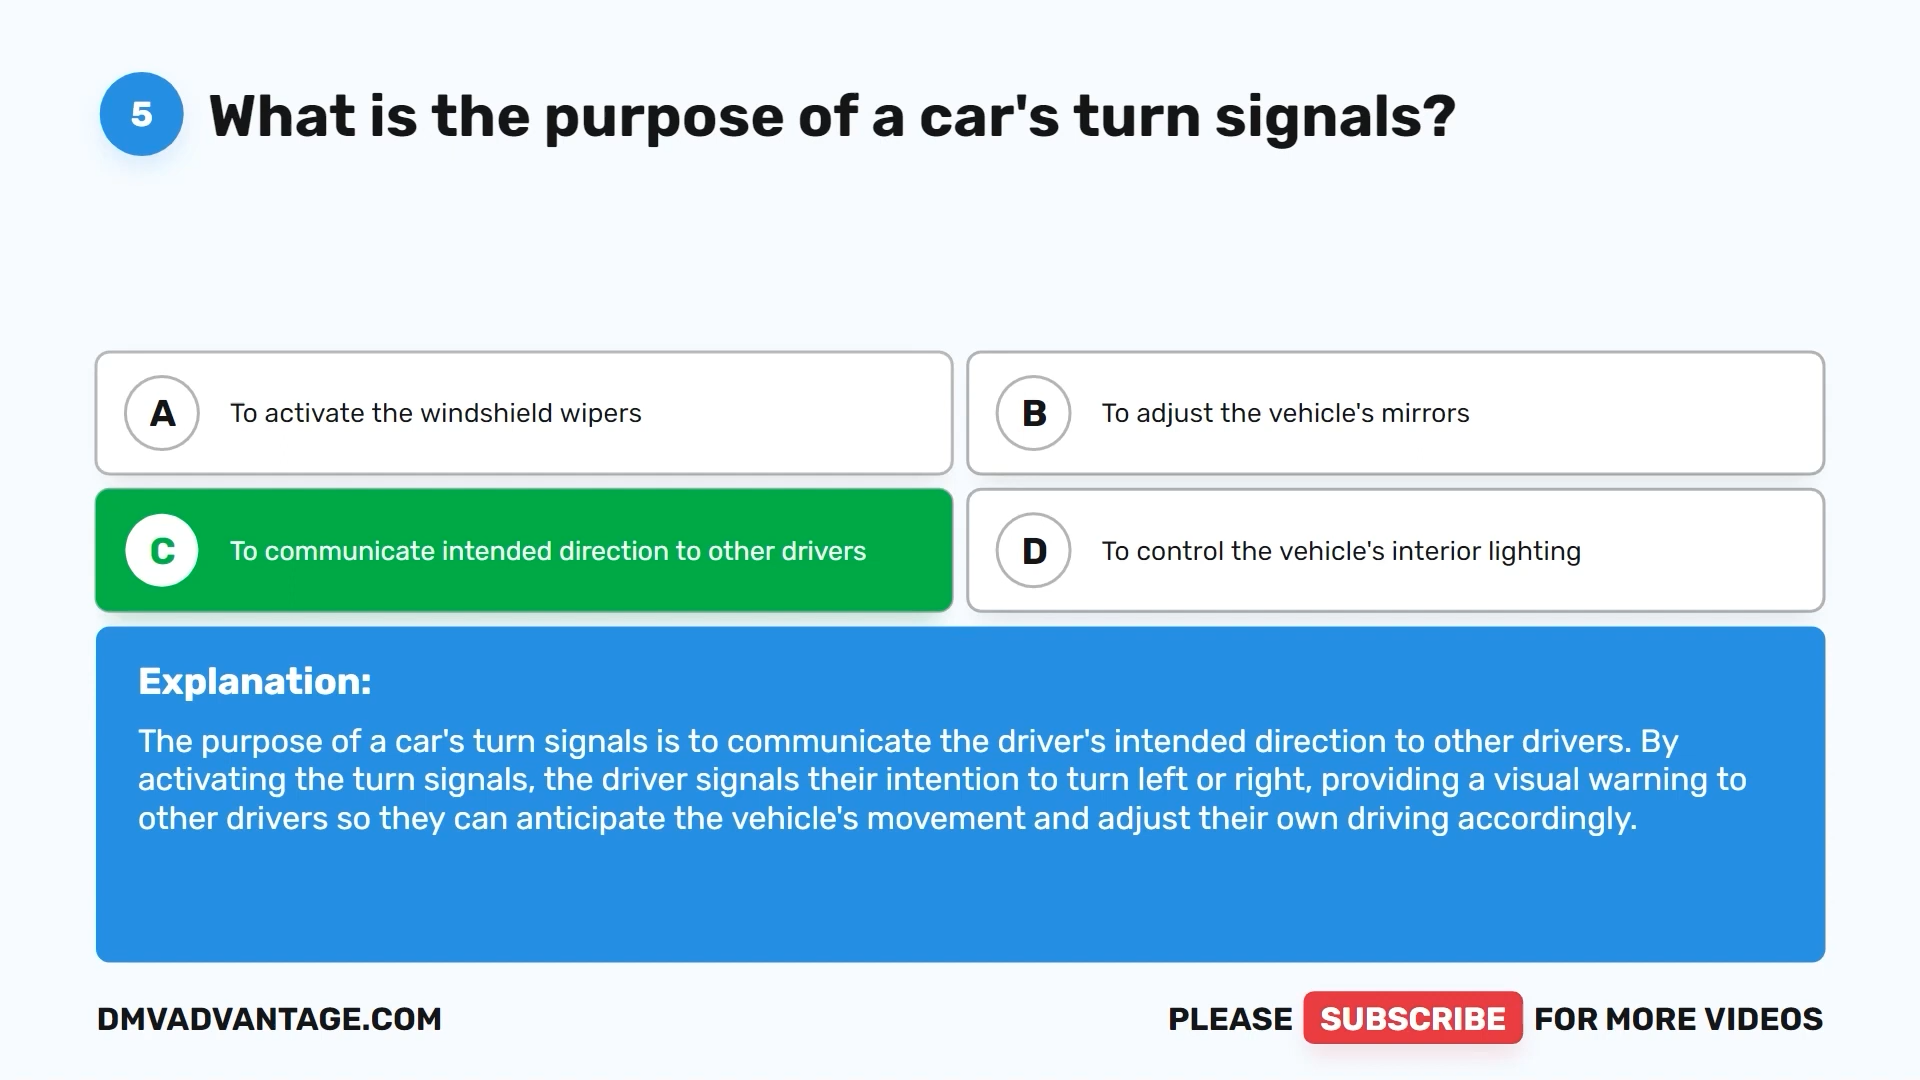 5
What is the purpose of a car's turn signals?
A
To activate the windshield wipers
B
To adjust the vehicle's mirrors
C
To communicate intended direction to other drivers
D
To control the vehicle's interior lighting
Explanation:
The purpose of a car's turn signals is to communicate the driver's intended direction to other drivers. By
activating the turn signals, the driver signals their intention to turn left or right, providing a visual warning to
other drivers so they can anticipate the vehicle's movement and adjust their own driving accordingly.
DMVADVANTAGE.COM
PLEASE SUBSCRIBE FOR MORE VIDEOS